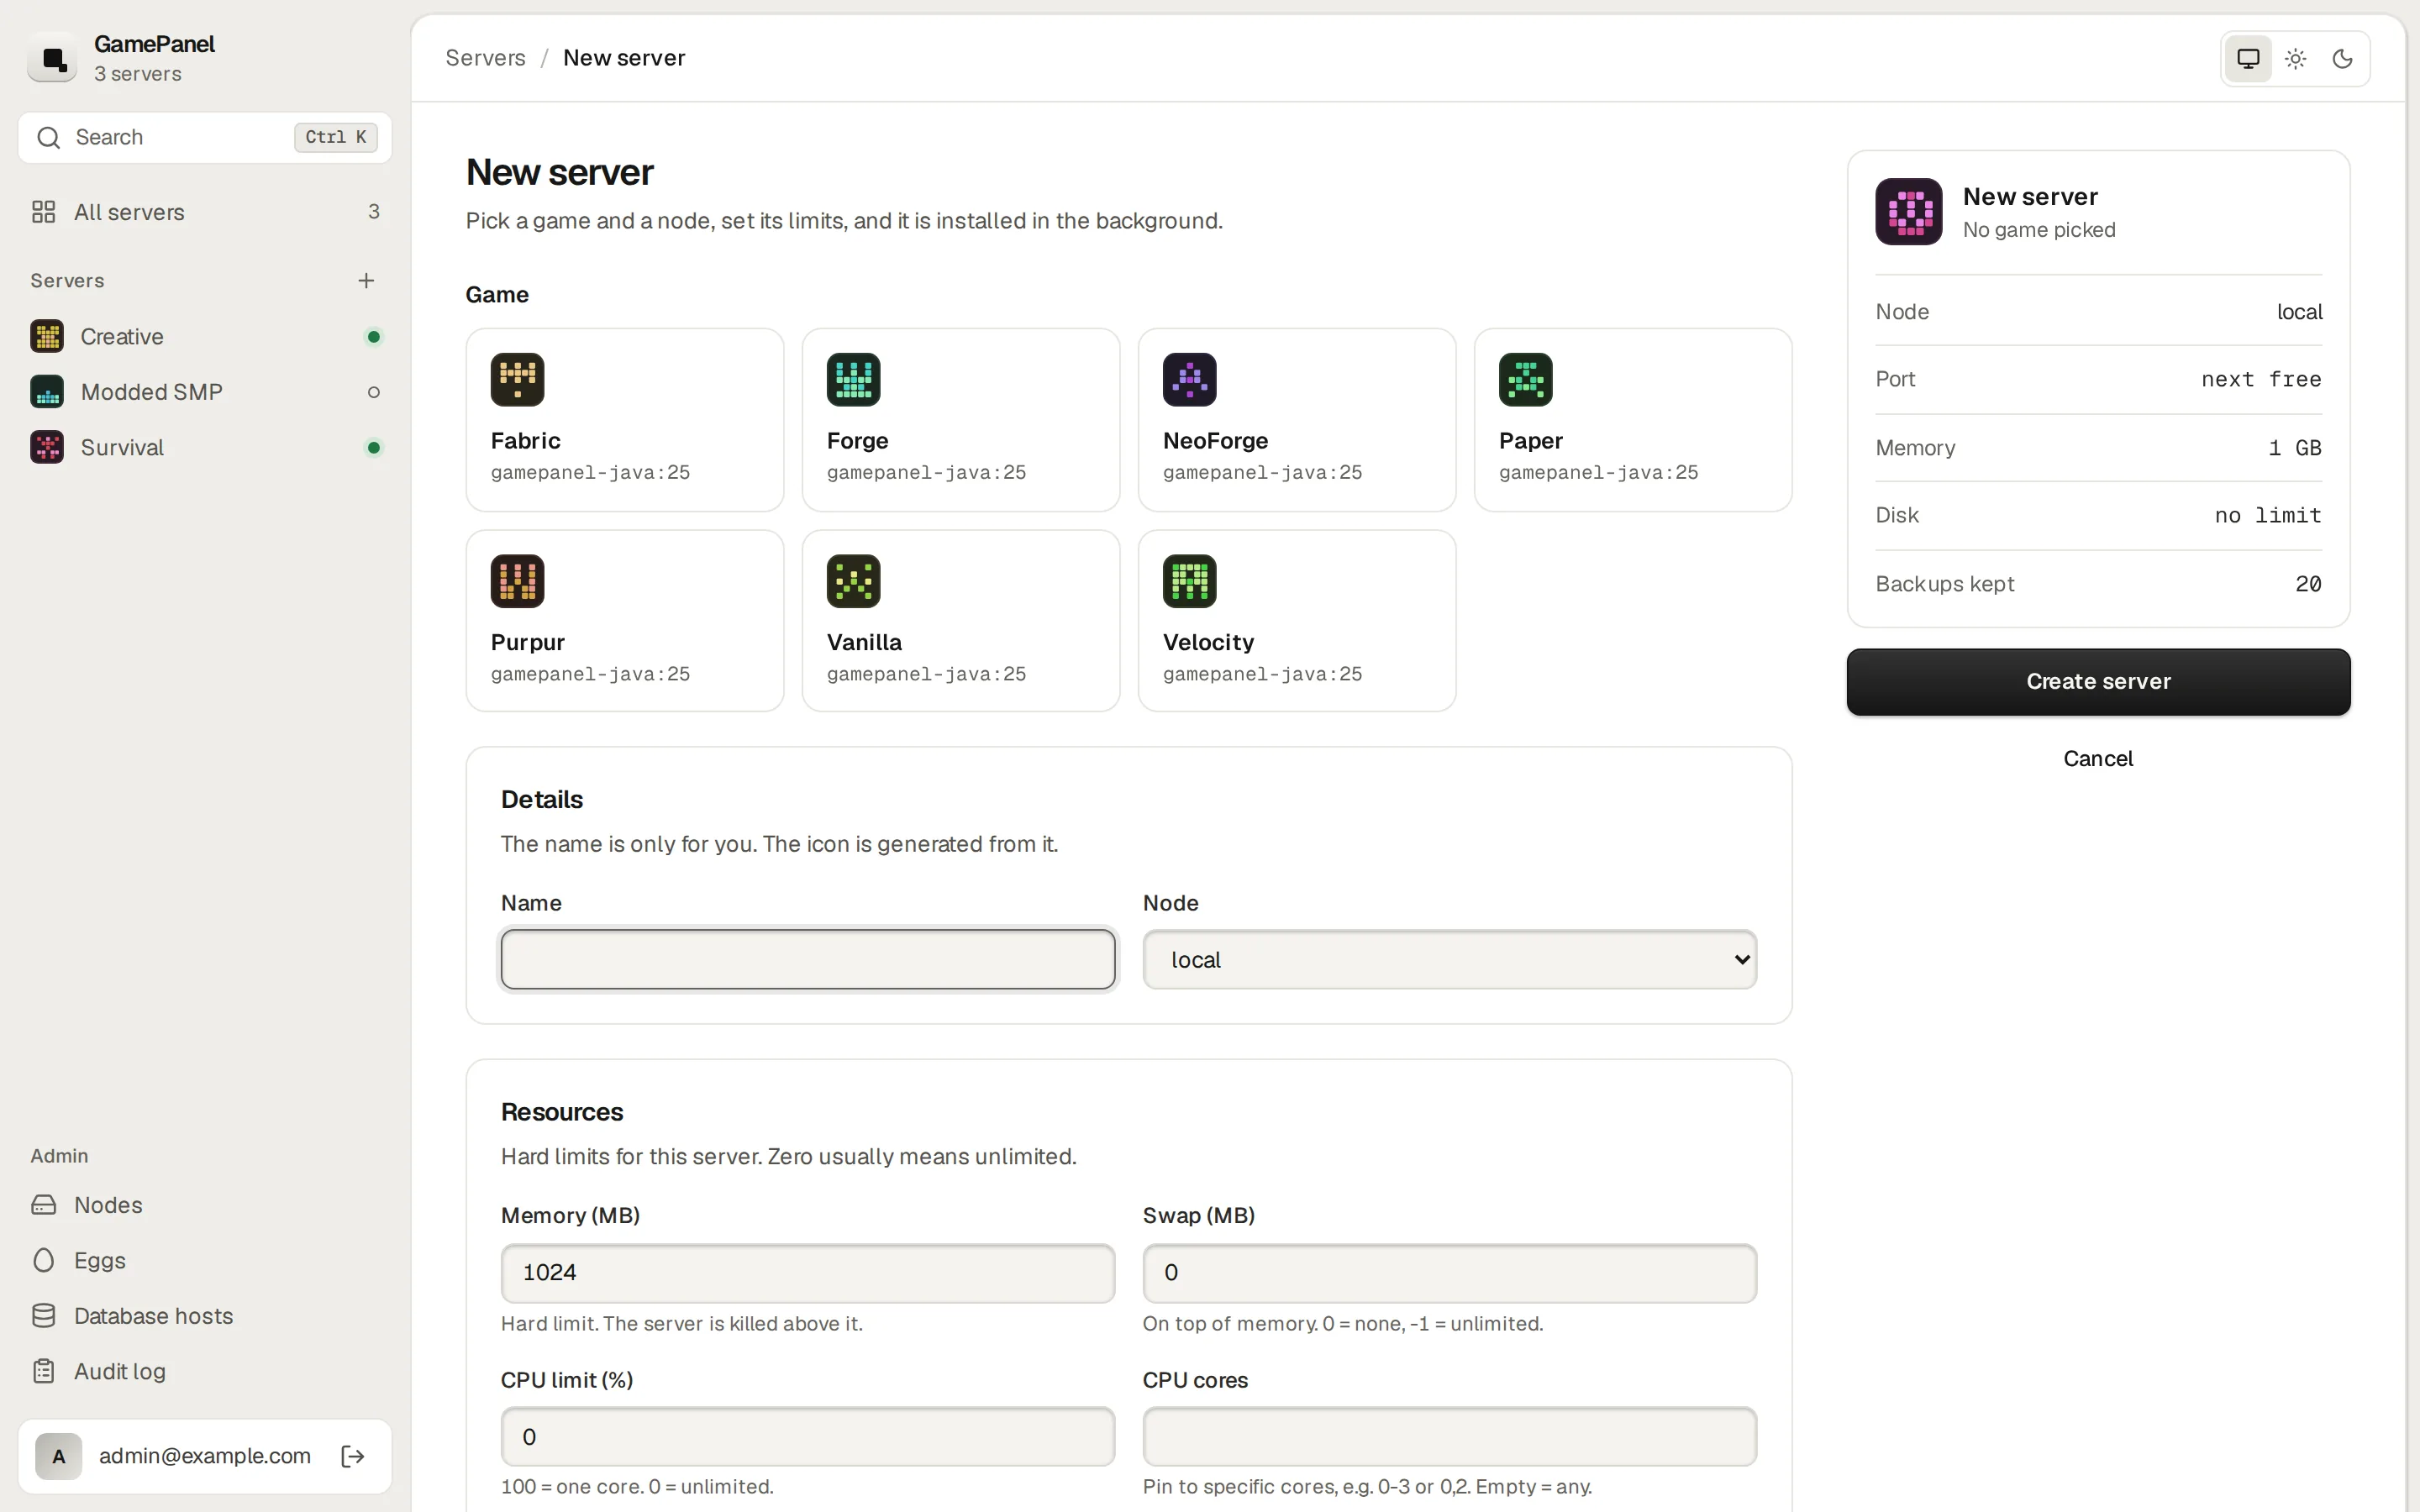 GamePanel
3 servers
Search
Ctrl K
All servers 3
Servers
Creative
Modded SMP
Survival
Admin
Nodes
Eggs
Database hosts
Audit log
A admin@example.com
Servers / New server
New server
Pick a game and a node, set its limits, and it is installed in the background.
Game
Fabric
gamepanel-java:25
Forge
gamepanel-java:25
NeoForge
gamepanel-java:25
Paper
gamepanel-java:25
Purpur
gamepanel-java:25
Vanilla
gamepanel-java:25
Velocity
gamepanel-java:25
Details
The name is only for you. The icon is generated from it.
Name
Node
local
Resources
Hard limits for this server. Zero usually means unlimited.
Memory (MB)
1024
Hard limit. The server is killed above it.
Swap (MB)
0
On top of memory. 0 = none, -1 = unlimited.
CPU limit (%)
0
100 = one core. 0 = unlimited.
CPU cores
Pin to specific cores, e.g. 0-3 or 0,2. Empty = any.
New server
No game picked
Node local
Port next free
Memory 1 GB
Disk no limit
Backups kept 20
Create server
Cancel